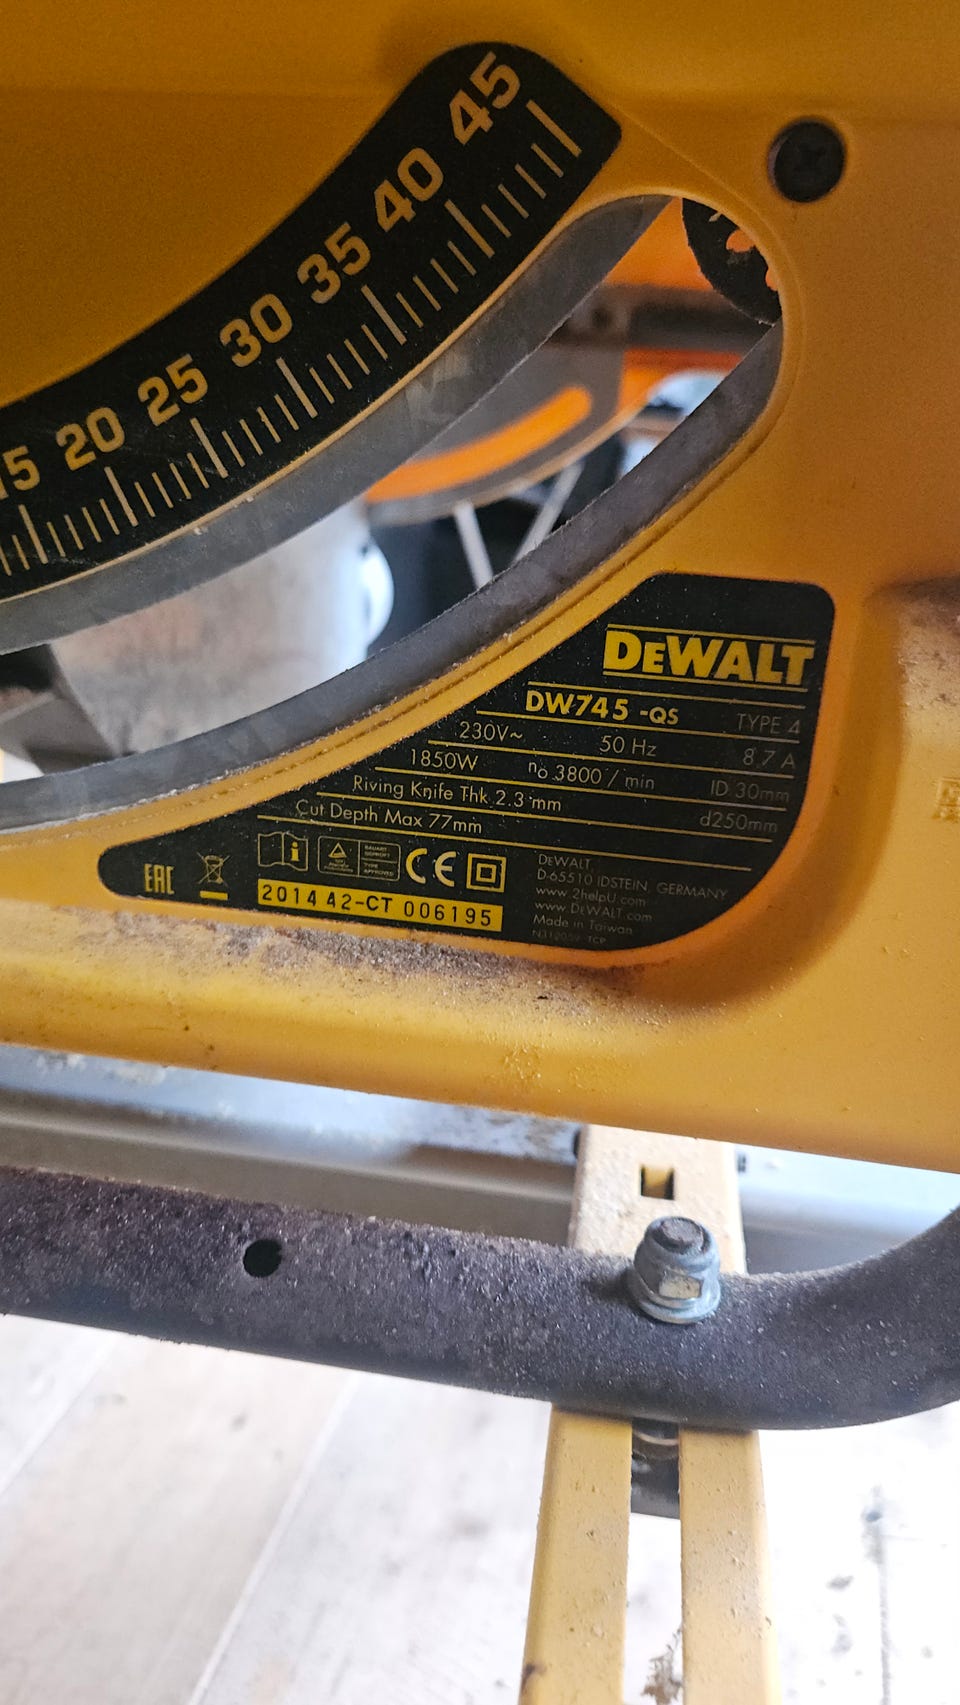 45
40
35
30
25
20
15
DEWALT
DW745 -QS TYPE 4
230V~ 50 Hz 8,7 A
1850W n₀ 3800 / min ID 30mm
Riving Knife Thk 2.3 mm d250mm
Cut Depth Max 77mm
EAC
i
CE
2014 42-CT 006195
DEWALT,
D-65510 IDSTEIN, GERMANY
www.2helpU.com
www.DEWALT.com
Made in Taiwan